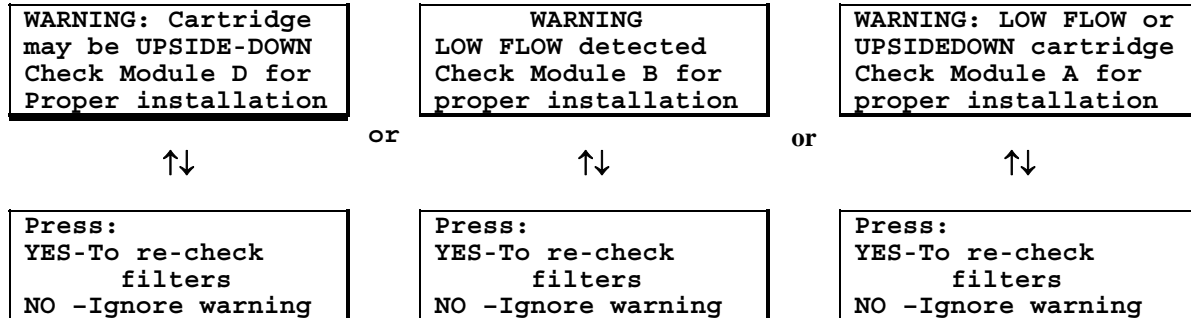 WARNING: Cartridge
may be UPSIDE-DOWN
Check Module D for
Proper installation
or
WARNING
LOW FLOW detected
Check Module B for
proper installation
or
WARNING: LOW FLOW or
UPSIDEDOWN cartridge
Check Module A for
proper installation
↑↓
↑↓
↑↓
Press:
YES-To re-check
filters
NO –Ignore warning
Press:
YES-To re-check
filters
NO –Ignore warning
Press:
YES-To re-check
filters
NO –Ignore warning